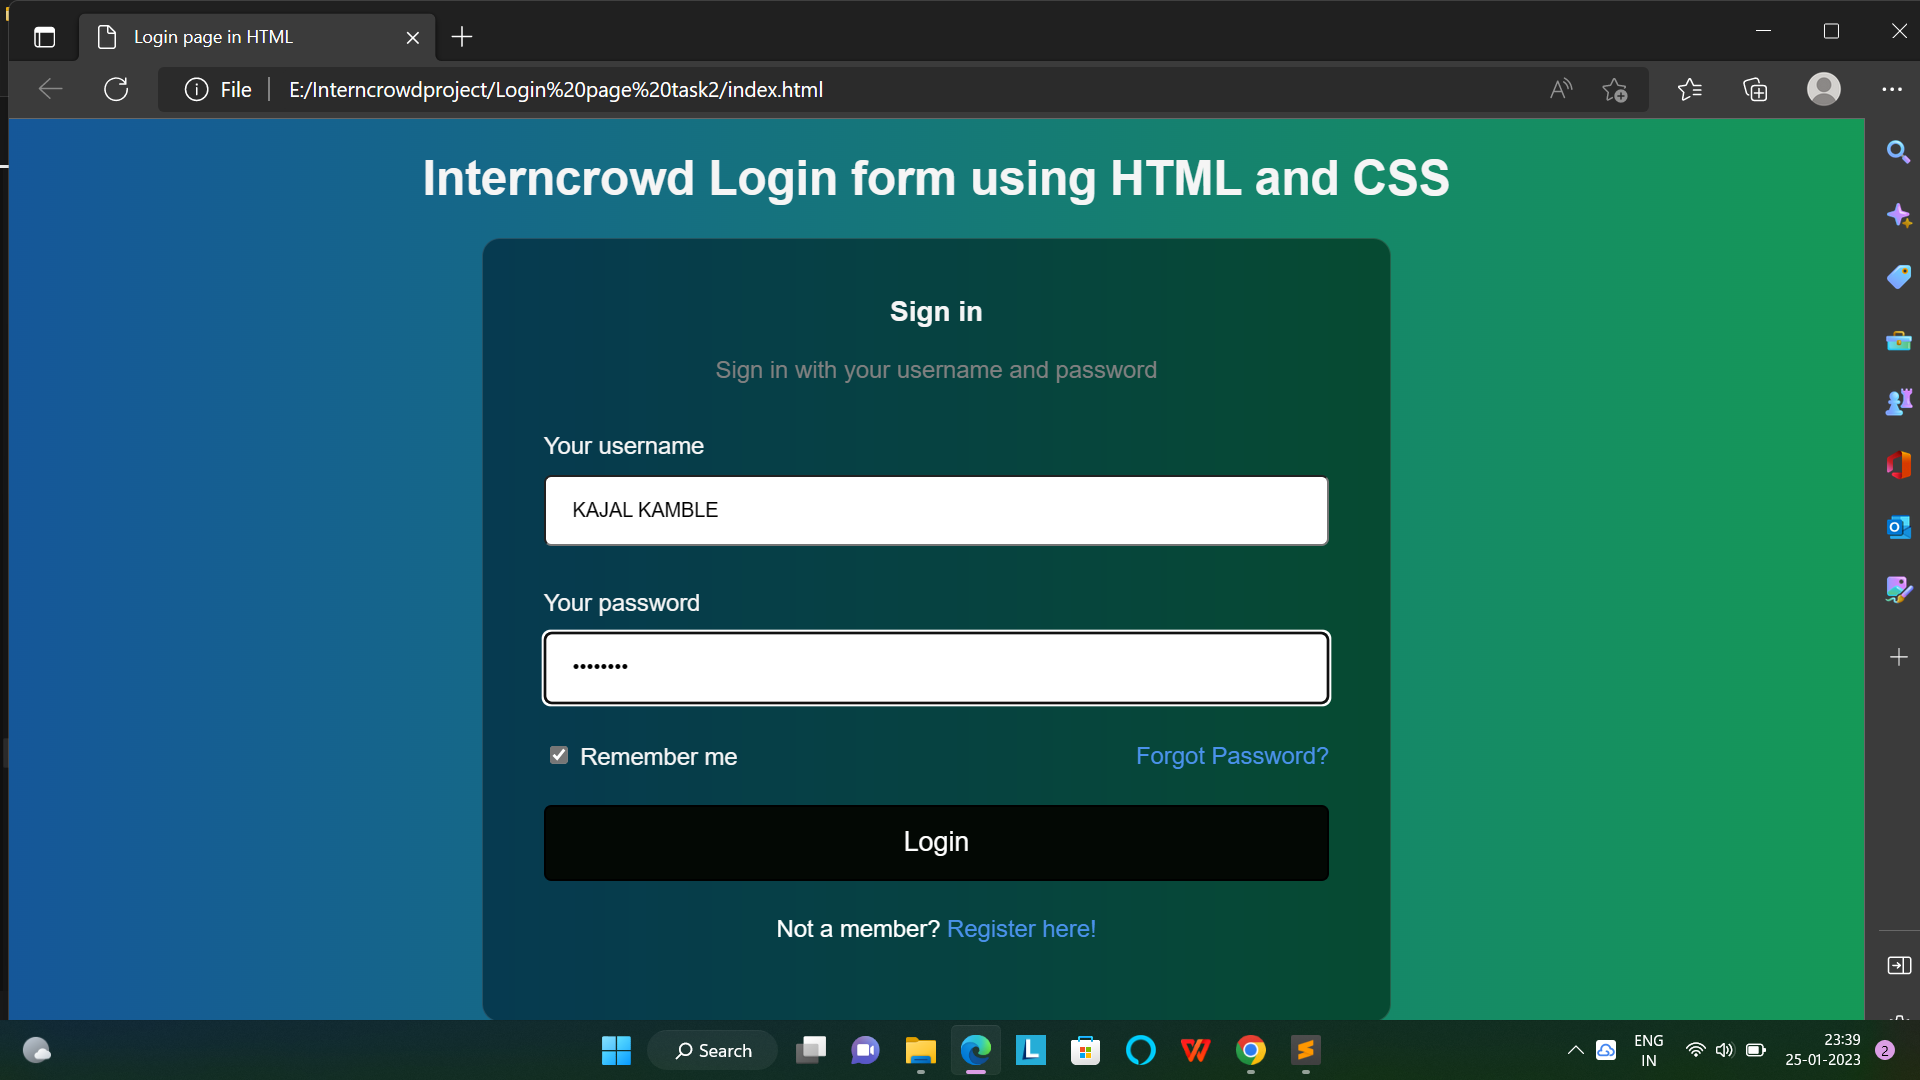 Login page in HTML
File
E:/Interncrowdproject/Login%20page%20task2/index.html
Interncrowd Login form using HTML and CSS
Sign in
Sign in with your username and password
Your username
KAJAL KAMBLE
Your password
••••••••
Remember me
Forgot Password?
Login
Not a member? Register here!
Search
ENG
IN
23:39
25-01-2023
2